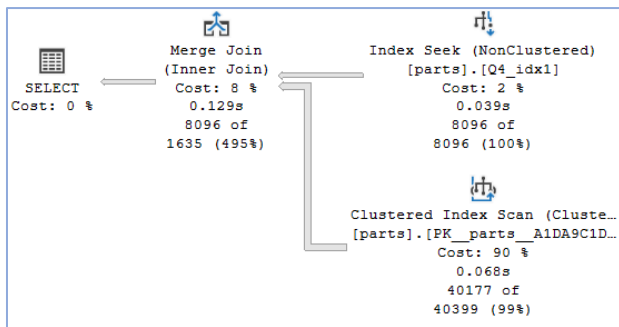 SELECT
Cost: 0 %
Merge Join
(Inner Join)
Cost: 8 %
0.129s
8096 of
1635 (495%)
Index Seek (NonClustered)
[parts].[Q4_idx1]
Cost: 2 %
0.039s
8096 of
8096 (100%)
Clustered Index Scan (Cluste…
[parts].[PK__parts__A1DA9C1D…
Cost: 90 %
0.068s
40177 of
40399 (99%)